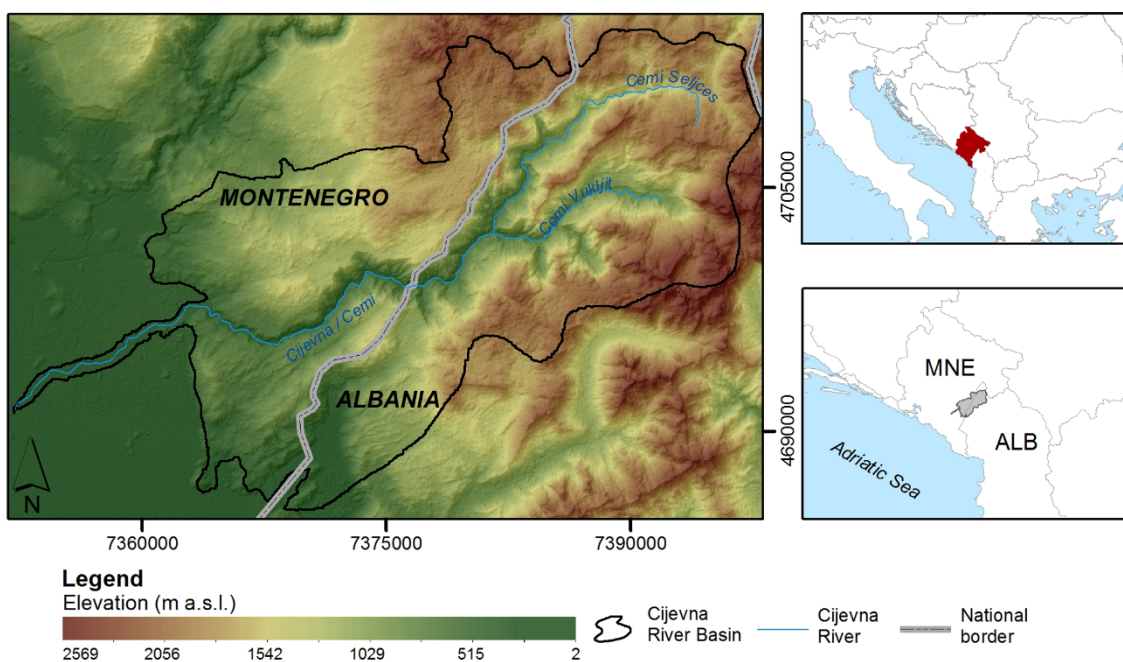 Cemi Seljces
MONTENEGRO
Cemi Vukljit
Cijevna / Cemi
ALBANIA
N
4705000
4690000
7360000
7375000
7390000
MNE
ALB
Adriatic Sea
Legend
Elevation (m a.s.l.)
2569 2056 1542 1029 515 2
Cijevna
River Basin
Cijevna
River
National
border